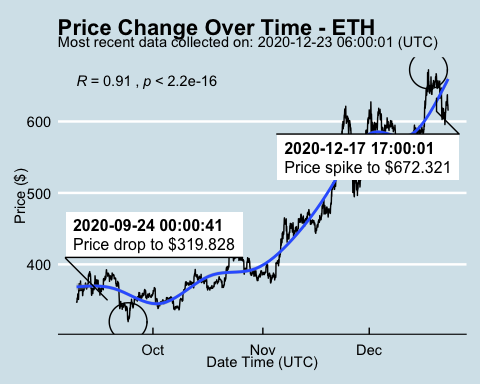 Price Change Over Time - ETH
Most recent data collected on: 2020-12-23 06:00:01 (UTC)
R = 0.91 , p < 2.2e-16
600
2020-12-17 17:00:01
Price spike to $672.321
500
Price ($)
2020-09-24 00:00:41
Price drop to $319.828
400
Oct
Nov
Dec
Date Time (UTC)